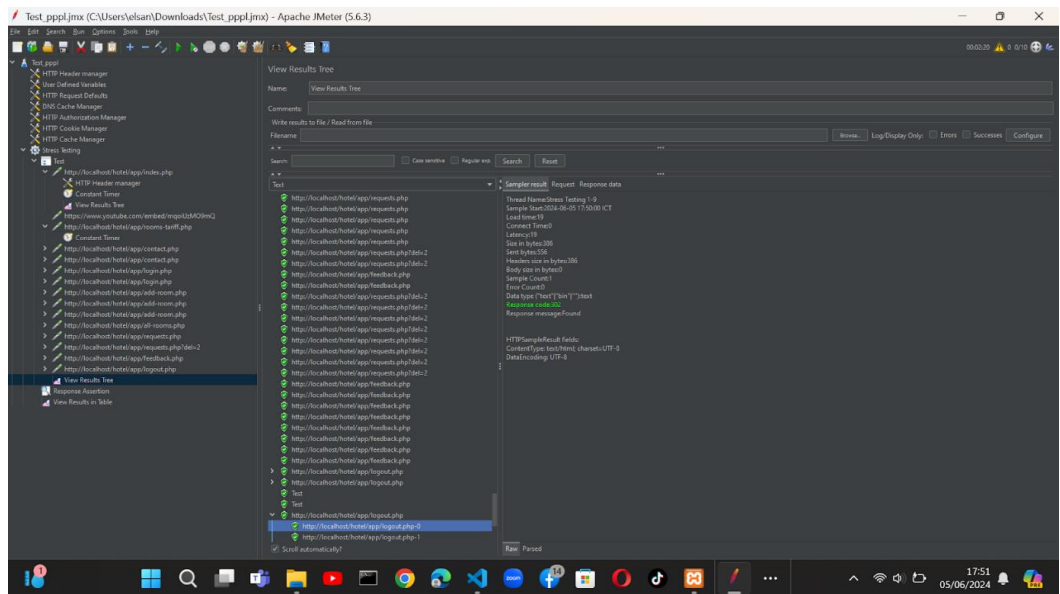 Test_pppl.jmx (C:\Users\elsan\Downloads\Test_pppl.jmx) - Apache JMeter (5.6.3)
File Edit Search Run Options Tools Help
00:02:20 0 0/10
Test_pppl
HTTP Header manager
User Defined Variables
HTTP Request Defaults
DNS Cache Manager
HTTP Authorization Manager
HTTP Cookie Manager
HTTP Cache Manager
Stress Testing
Test
http://localhost/hotel/app/index.php
HTTP Header manager
Constant Timer
View Results Tree
http://localhost/hotel/app/rooms-tariff.php
Constant Timer
http://localhost/hotel/app/contact.php
http://localhost/hotel/app/contact.php
http://localhost/hotel/app/login.php
http://localhost/hotel/app/login.php
http://localhost/hotel/app/add-room.php
http://localhost/hotel/app/add-room.php
http://localhost/hotel/app/add-room.php
http://localhost/hotel/app/all-rooms.php
http://localhost/hotel/app/requests.php
http://localhost/hotel/app/requests.php?del=2
http://localhost/hotel/app/feedback.php
http://localhost/hotel/app/logout.php
View Results Tree
Response Assertion
View Results in Table
View Results Tree
Name: View Results Tree
Comments:
Write results to file / Read from file
Filename Browse... Log/Display Only: Errors Successes Configure
Search: Case sensitive Regular exp. Search Reset
Text
http://localhost/hotel/app/requests.php
http://localhost/hotel/app/requests.php
http://localhost/hotel/app/requests.php
http://localhost/hotel/app/requests.php
http://localhost/hotel/app/requests.php
http://localhost/hotel/app/requests.php?del=2
http://localhost/hotel/app/requests.php?del=2
http://localhost/hotel/app/feedback.php
http://localhost/hotel/app/feedback.php
http://localhost/hotel/app/requests.php?del=2
http://localhost/hotel/app/requests.php?del=2
http://localhost/hotel/app/requests.php?del=2
http://localhost/hotel/app/requests.php?del=2
http://localhost/hotel/app/requests.php?del=2
http://localhost/hotel/app/requests.php?del=2
http://localhost/hotel/app/requests.php?del=2
http://localhost/hotel/app/requests.php?del=2
http://localhost/hotel/app/feedback.php
http://localhost/hotel/app/feedback.php
http://localhost/hotel/app/feedback.php
http://localhost/hotel/app/feedback.php
http://localhost/hotel/app/feedback.php
http://localhost/hotel/app/feedback.php
http://localhost/hotel/app/feedback.php
http://localhost/hotel/app/feedback.php
http://localhost/hotel/app/logout.php
http://localhost/hotel/app/logout.php
Test
Test
http://localhost/hotel/app/logout.php
http://localhost/hotel/app/logout.php-0
http://localhost/hotel/app/logout.php-1
Scroll automatically?
Sampler result Request Response data
Thread Name:Stress Testing 1-9
Sample Start:2024-06-05 17:50:00 ICT
Load time:19
Connect Time:0
Latency:19
Size in bytes:386
Sent bytes:556
Headers size in bytes:386
Body size in bytes:0
Sample Count:1
Error Count:0
Data type ("text"|"bin"|""):text
Response code:302
Response message:Found
HTTPSampleResult fields:
ContentType: text/html; charset=UTF-8
DataEncoding: UTF-8
Raw Parsed
1
zoom
14
17:51
05/06/2024
PRE